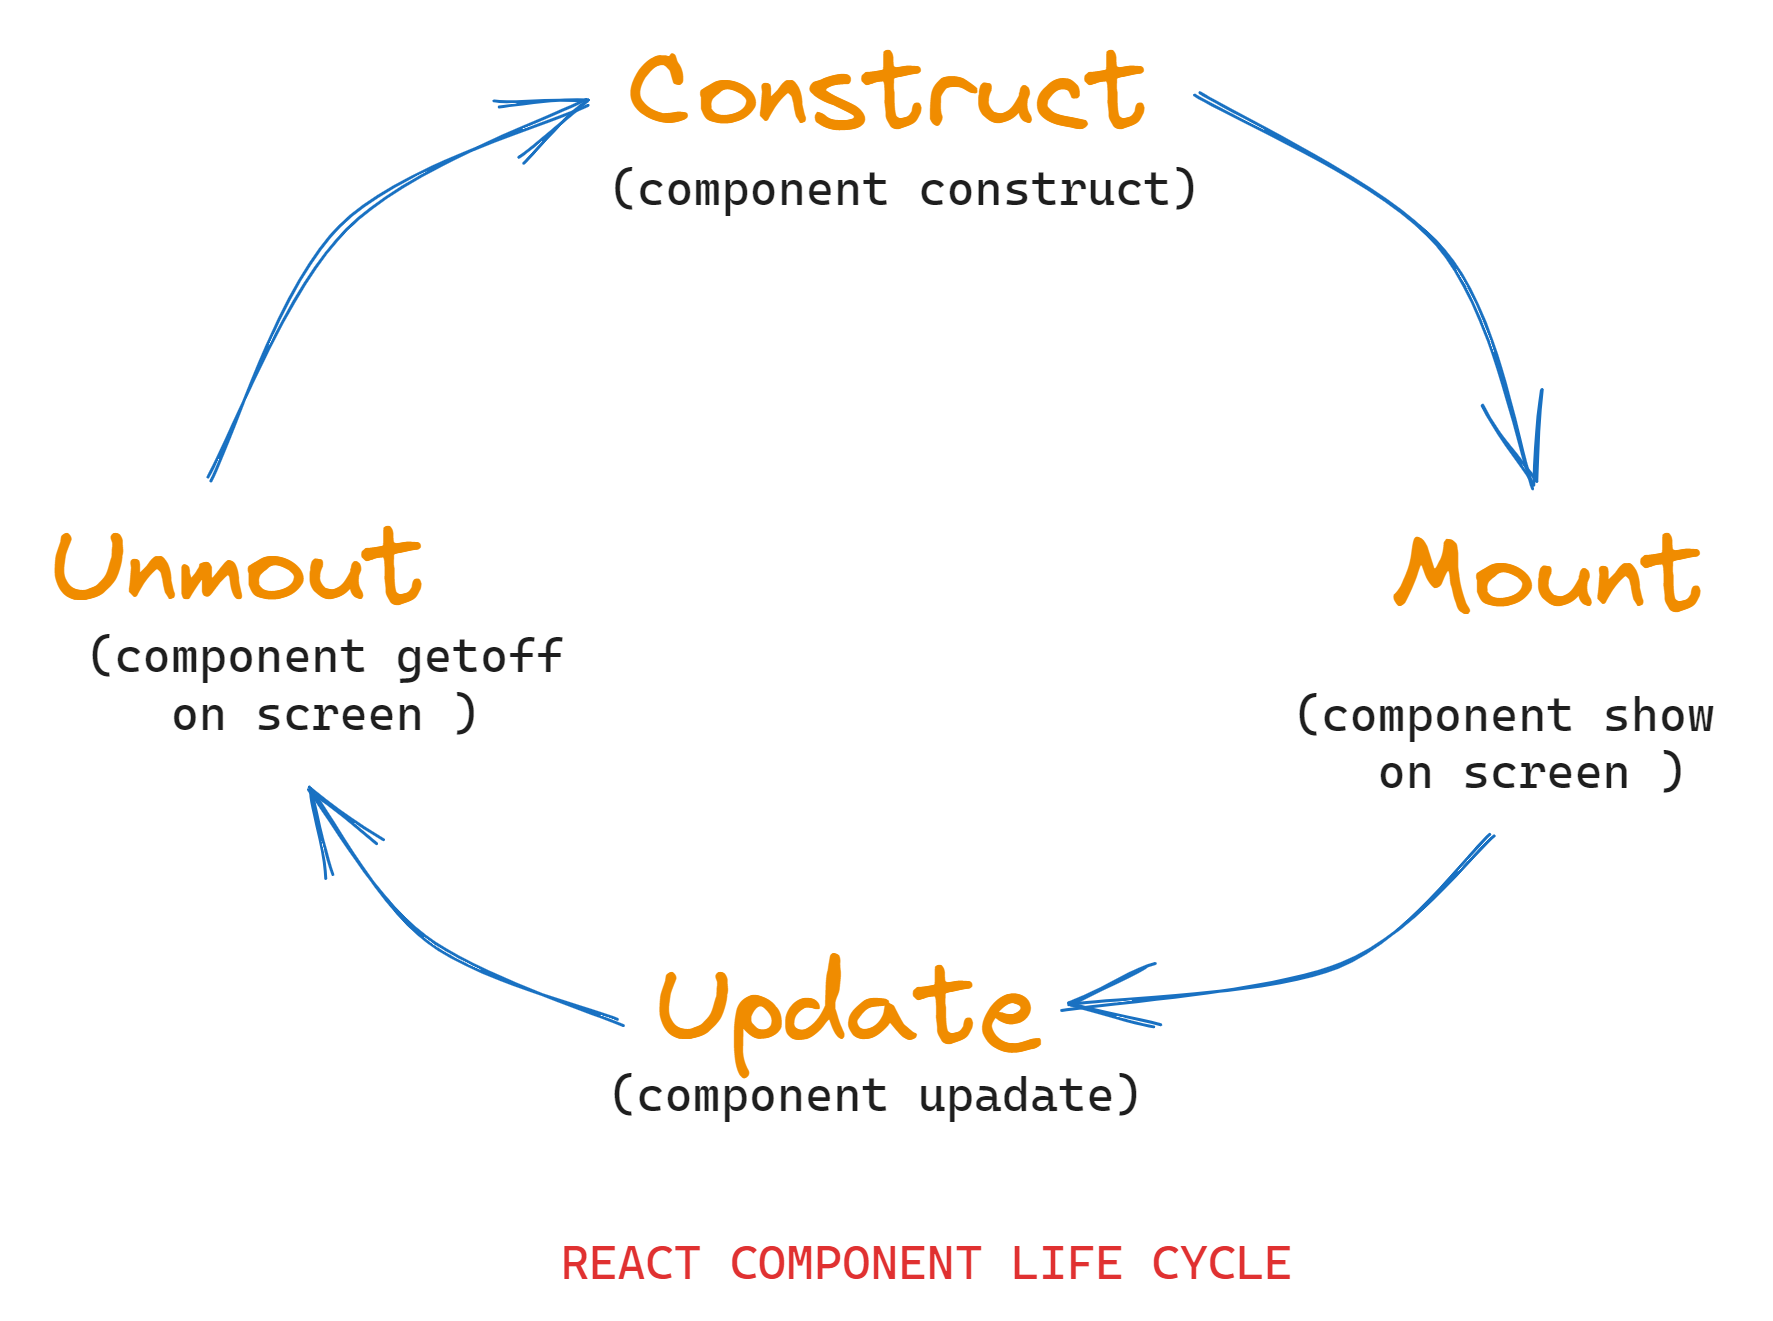 Construct
(component construct)
Unmout
(component getoff
on screen )
Mount
(component show
on screen )
Update
(component upadate)
REACT COMPONENT LIFE CYCLE